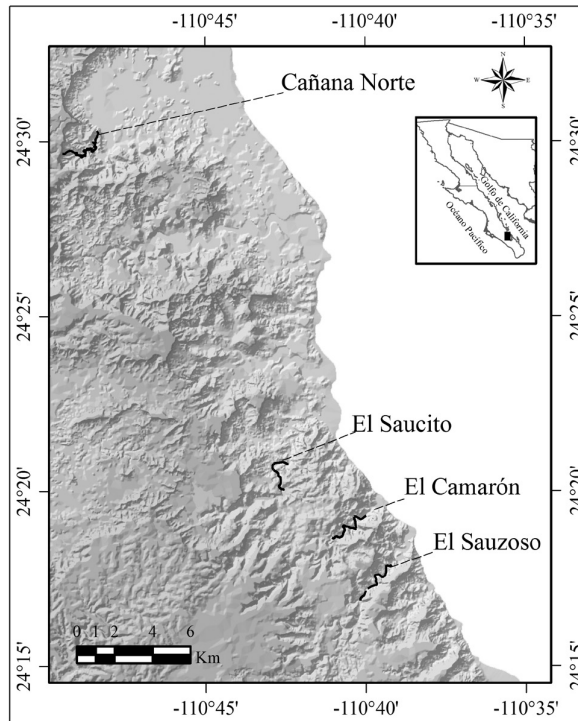 -110°45'
-110°40'
-110°35'
N
W
E
S
Cañana Norte
24°30'
24°30'
Golfo de California
Océano Pacífico
24°25'
24°25'
El Saucito
24°20'
24°20'
El Camarón
El Sauzoso
0 1 2 4 6
Km
24°15'
24°15'
-110°45'
-110°40'
-110°35'